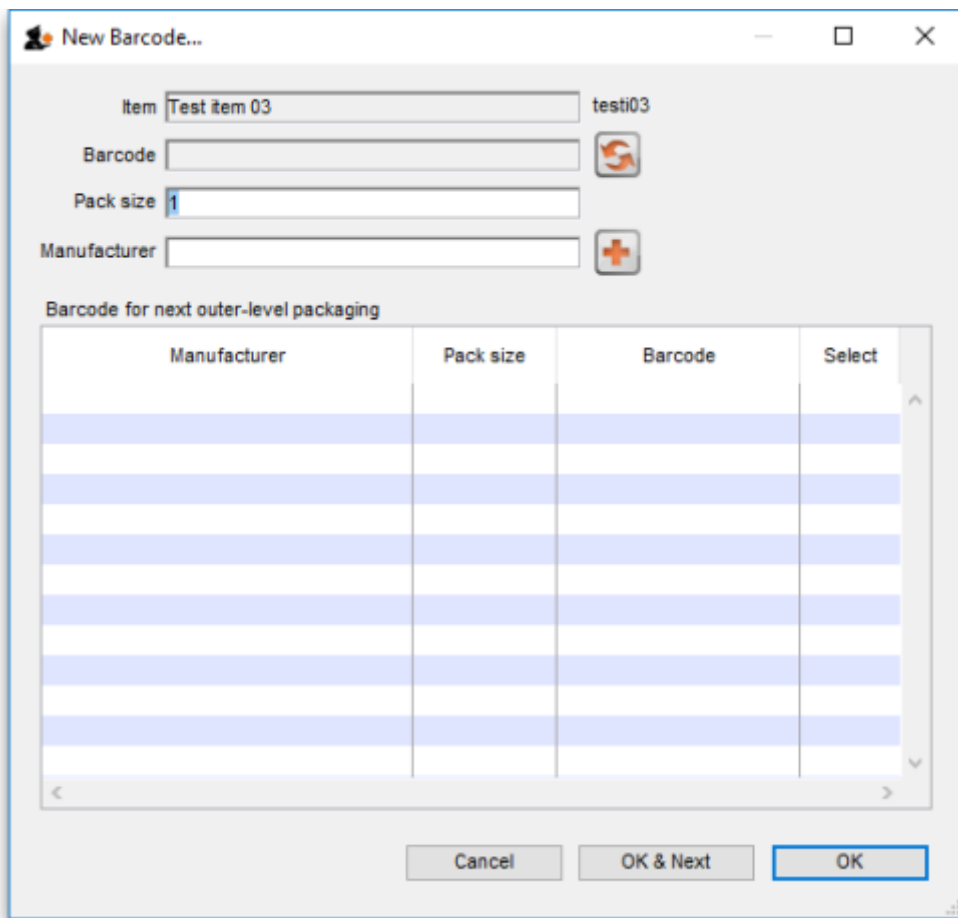 New Barcode...
Item Test item 03 testi03
Barcode
Pack size 1
Manufacturer
Barcode for next outer-level packaging
Manufacturer Pack size Barcode Select
Cancel OK & Next OK